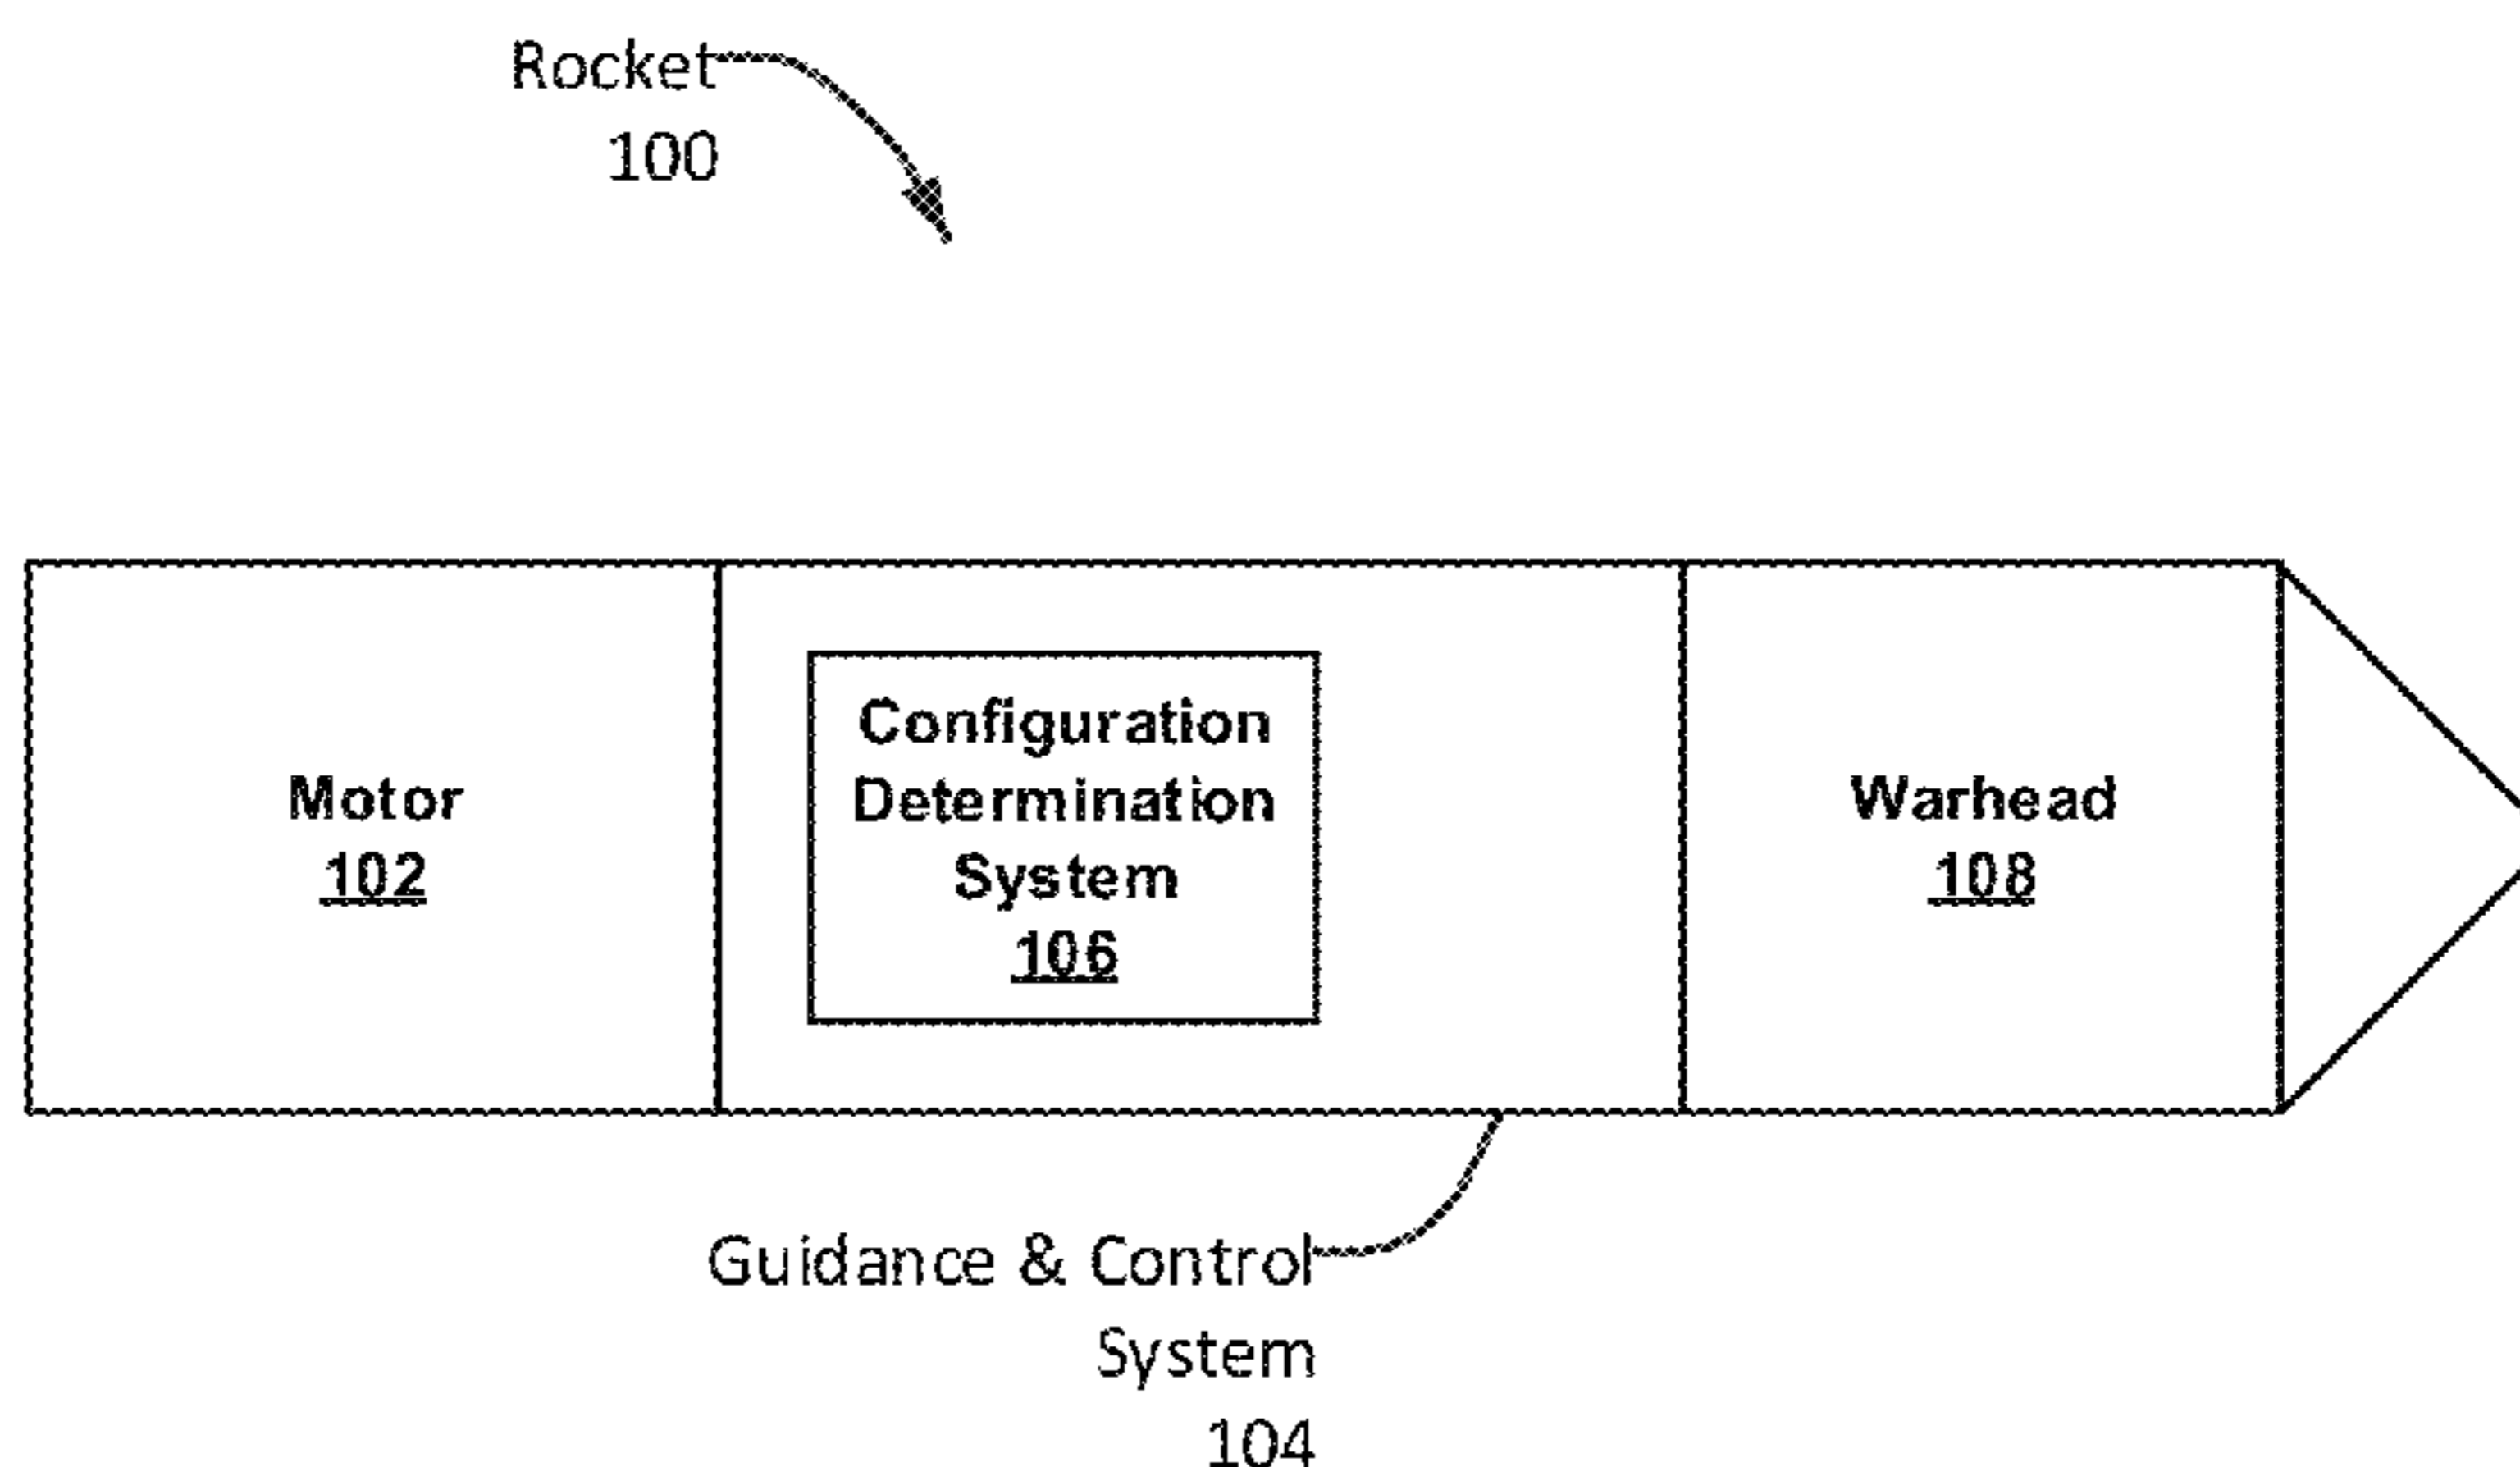 Rocket
100
Motor
102
Configuration
Determination
System
106
Warhead
108
Guidance & Control
System
104